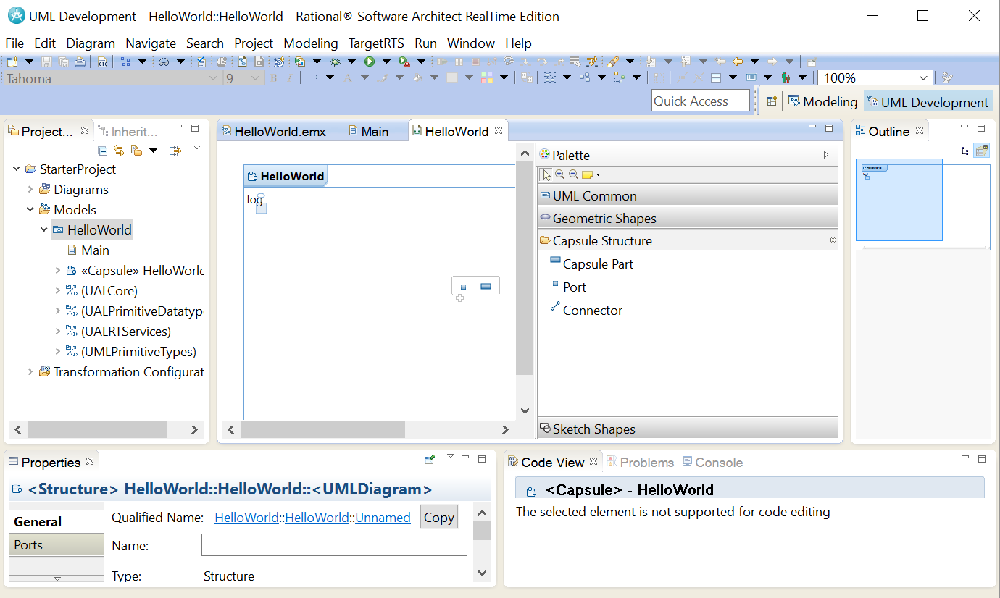 UML Development - HelloWorld::HelloWorld - Rational® Software Architect RealTime Edition
File Edit Diagram Navigate Search Project Modeling TargetRTS Run Window Help
Tahoma 9 B I A 100%
Quick Access Modeling UML Development
Project... Inherit...
StarterProject
Diagrams
Models
HelloWorld
Main
«Capsule» HelloWorld
(UALCore)
(UALPrimitiveDatatype
(UALRTServices)
(UMLPrimitiveTypes)
Transformation Configurat
HelloWorld.emx Main HelloWorld
HelloWorld
log
Palette
UML Common
Geometric Shapes
Capsule Structure
Capsule Part
Port
Connector
Sketch Shapes
Outline
HelloWorld
Properties
<Structure> HelloWorld::HelloWorld::<UMLDiagram>
General
Ports
Qualified Name: HelloWorld::HelloWorld::Unnamed Copy
Name:
Type: Structure
Code View Problems Console
<Capsule> - HelloWorld
The selected element is not supported for code editing